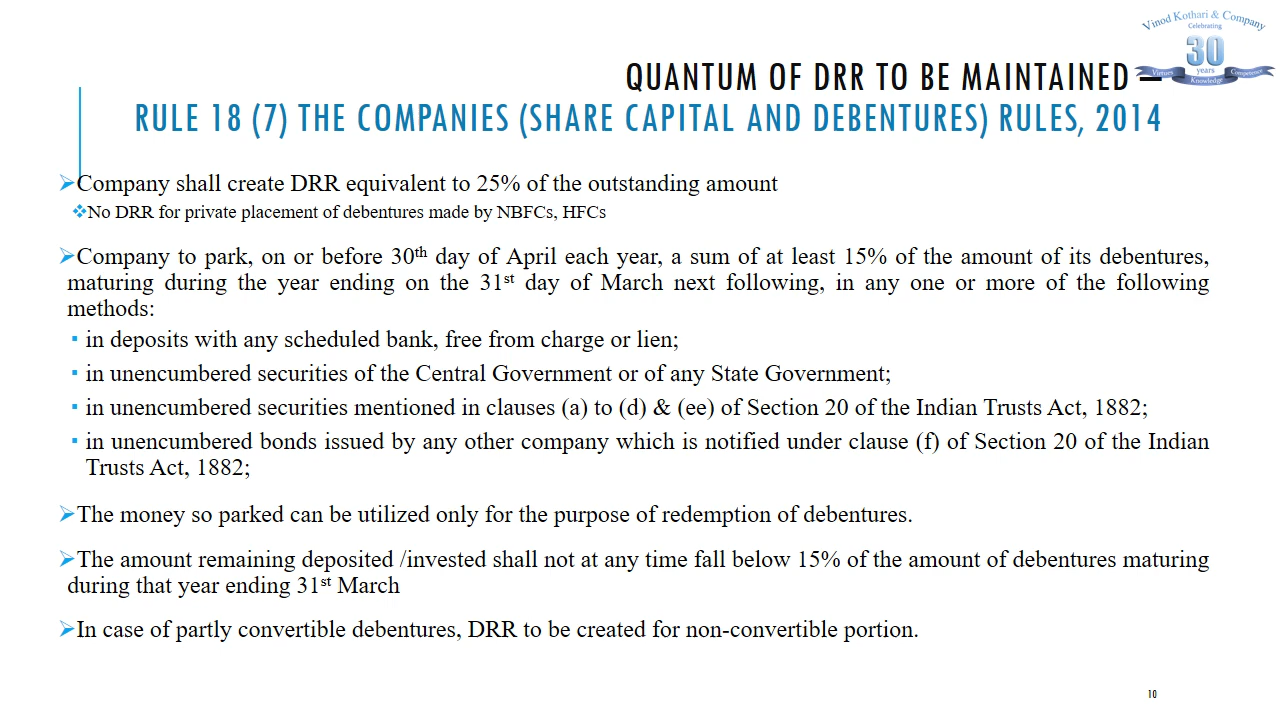 Vinod Kothari & Company
Celebrating
30
years
Virtues
Knowledge
Competence
QUANTUM OF DRR TO BE MAINTAINED –
RULE 18 (7) THE COMPANIES (SHARE CAPITAL AND DEBENTURES) RULES, 2014
➢Company shall create DRR equivalent to 25% of the outstanding amount
❖No DRR for private placement of debentures made by NBFCs, HFCs
➢Company to park, on or before 30th day of April each year, a sum of at least 15% of the amount of its debentures,
maturing during the year ending on the 31st day of March next following, in any one or more of the following
methods:
▪ in deposits with any scheduled bank, free from charge or lien;
▪ in unencumbered securities of the Central Government or of any State Government;
▪ in unencumbered securities mentioned in clauses (a) to (d) & (ee) of Section 20 of the Indian Trusts Act, 1882;
▪ in unencumbered bonds issued by any other company which is notified under clause (f) of Section 20 of the Indian
Trusts Act, 1882;
➢The money so parked can be utilized only for the purpose of redemption of debentures.
➢The amount remaining deposited /invested shall not at any time fall below 15% of the amount of debentures maturing
during that year ending 31st March
➢In case of partly convertible debentures, DRR to be created for non-convertible portion.
10